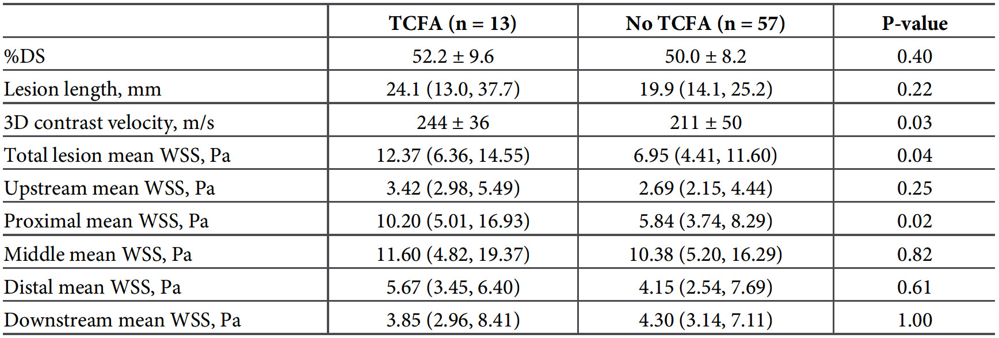 TCFA (n = 13) No TCFA (n = 57) P-value
%DS 52.2 ± 9.6 50.0 ± 8.2 0.40
Lesion length, mm 24.1 (13.0, 37.7) 19.9 (14.1, 25.2) 0.22
3D contrast velocity, m/s 244 ± 36 211 ± 50 0.03
Total lesion mean WSS, Pa 12.37 (6.36, 14.55) 6.95 (4.41, 11.60) 0.04
Upstream mean WSS, Pa 3.42 (2.98, 5.49) 2.69 (2.15, 4.44) 0.25
Proximal mean WSS, Pa 10.20 (5.01, 16.93) 5.84 (3.74, 8.29) 0.02
Middle mean WSS, Pa 11.60 (4.82, 19.37) 10.38 (5.20, 16.29) 0.82
Distal mean WSS, Pa 5.67 (3.45, 6.40) 4.15 (2.54, 7.69) 0.61
Downstream mean WSS, Pa 3.85 (2.96, 8.41) 4.30 (3.14, 7.11) 1.00